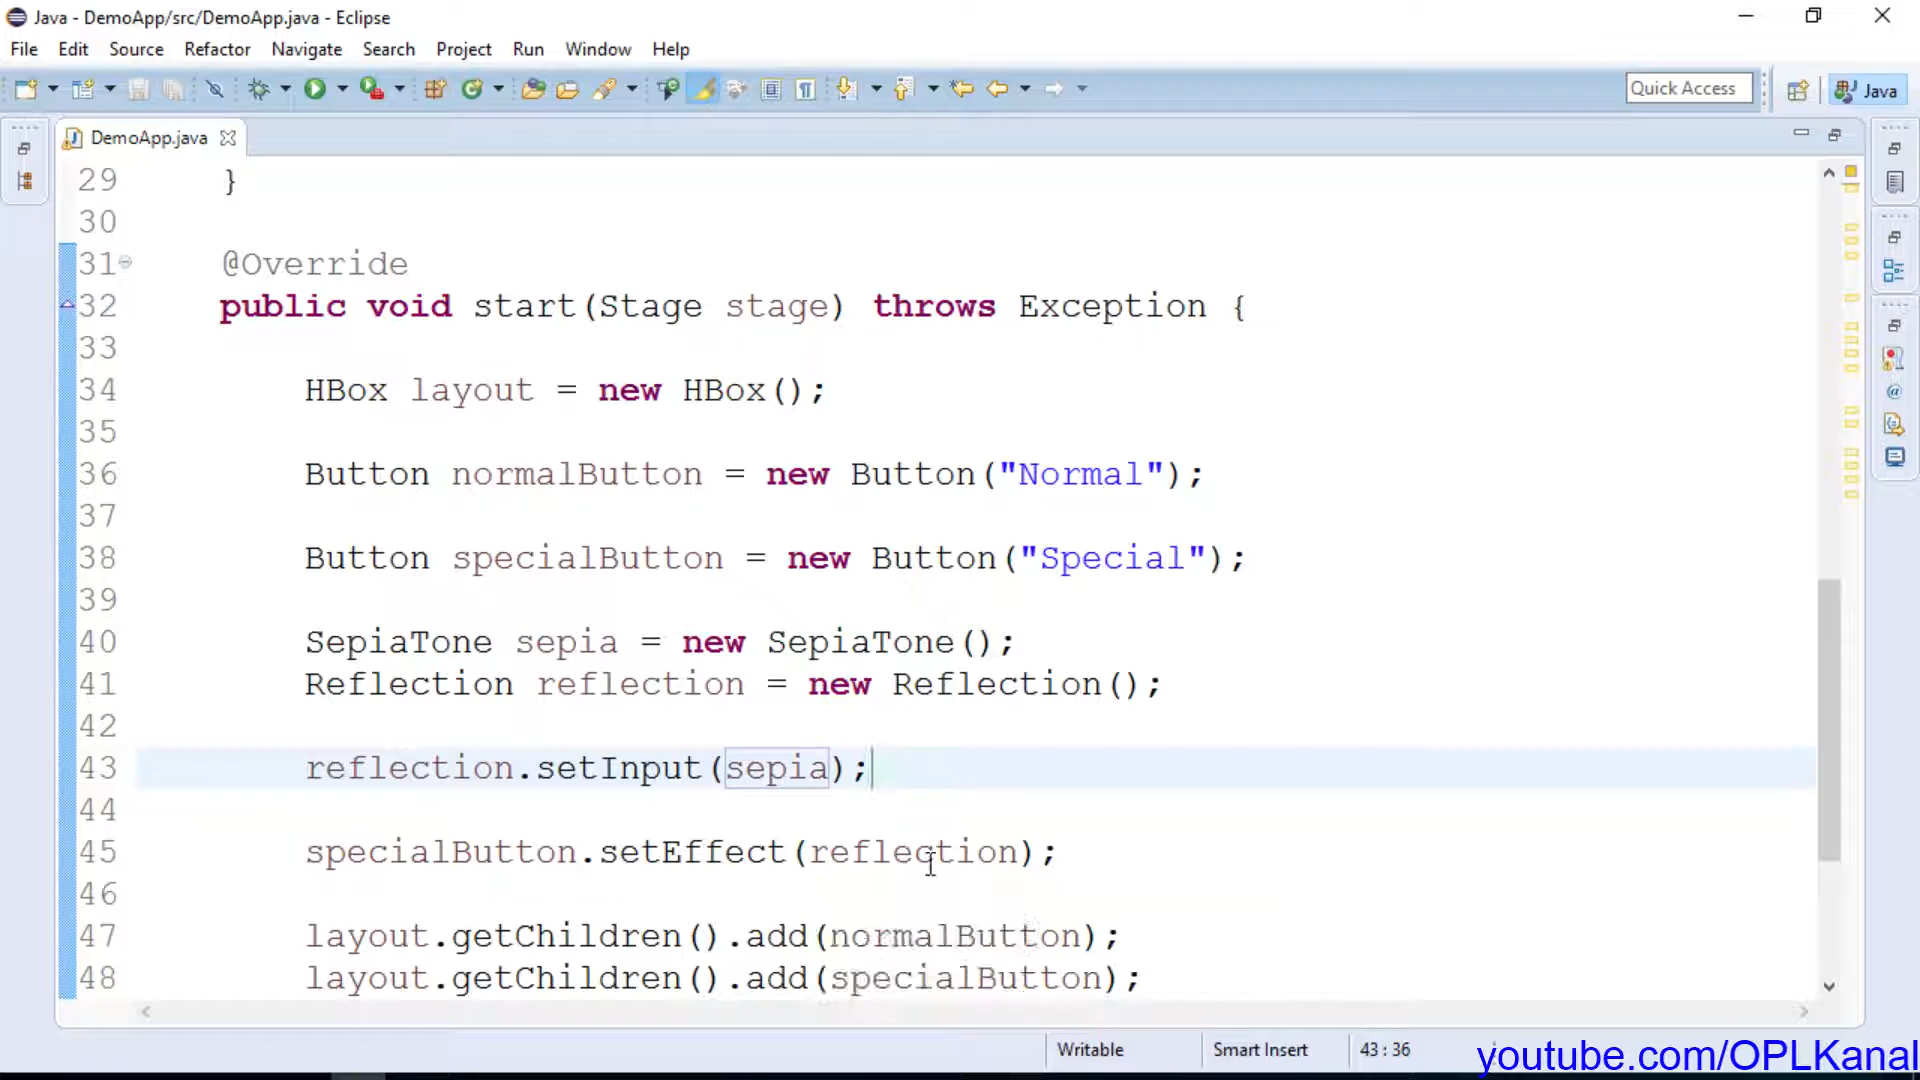 Java - DemoApp/src/DemoApp.java - Eclipse
File Edit Source Refactor Navigate Search Project Run Window Help
Quick Access Java
DemoApp.java
29 }
30
31 @Override
32 public void start(Stage stage) throws Exception {
33
34 HBox layout = new HBox();
35
36 Button normalButton = new Button("Normal");
37
38 Button specialButton = new Button("Special");
39
40 SepiaTone sepia = new SepiaTone();
41 Reflection reflection = new Reflection();
42
43 reflection.setInput(sepia);
44
45 specialButton.setEffect(reflection);
46
47 layout.getChildren().add(normalButton);
48 layout.getChildren().add(specialButton);
Writable Smart Insert 43 : 36
youtube.com/OPLKanal